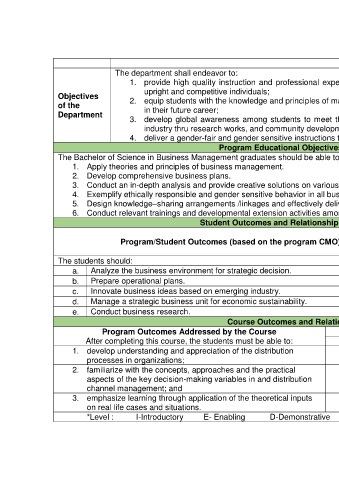 The department shall endeavor to:
Objectives of the Department
1. provide high quality instruction and professional expe
upright and competitive individuals;
2. equip students with the knowledge and principles of ma
in their future career;
3. develop global awareness among students to meet th
industry thru research works, and community developm
4. deliver a gender-fair and gender sensitive instructions t
Program Educational Objective
The Bachelor of Science in Business Management graduates should be able to
1. Apply theories and principles of business management.
2. Develop comprehensive business plans.
3. Conduct an in-depth analysis and provide creative solutions on various
4. Exemplify ethically responsible and gender sensitive behavior in all bus
5. Design knowledge–sharing arrangements /linkages and effectively deliv
6. Conduct relevant trainings and developmental extension activities amo
Student Outcomes and Relationship
Program/Student Outcomes (based on the program CMO)
The students should:
a. Analyze the business environment for strategic decision.
b. Prepare operational plans.
c. Innovate business ideas based on emerging industry.
d. Manage a strategic business unit for economic sustainability.
e. Conduct business research.
Course Outcomes and Relatio
Program Outcomes Addressed by the Course
After completing this course, the students must be able to:
1. develop understanding and appreciation of the distribution
processes in organizations;
2. familiarize with the concepts, approaches and the practical
aspects of the key decision-making variables in and distribution
channel management; and
3. emphasize learning through application of the theoretical inputs
on real life cases and situations.
*Level : I-Introductory E- Enabling D-Demonstrative